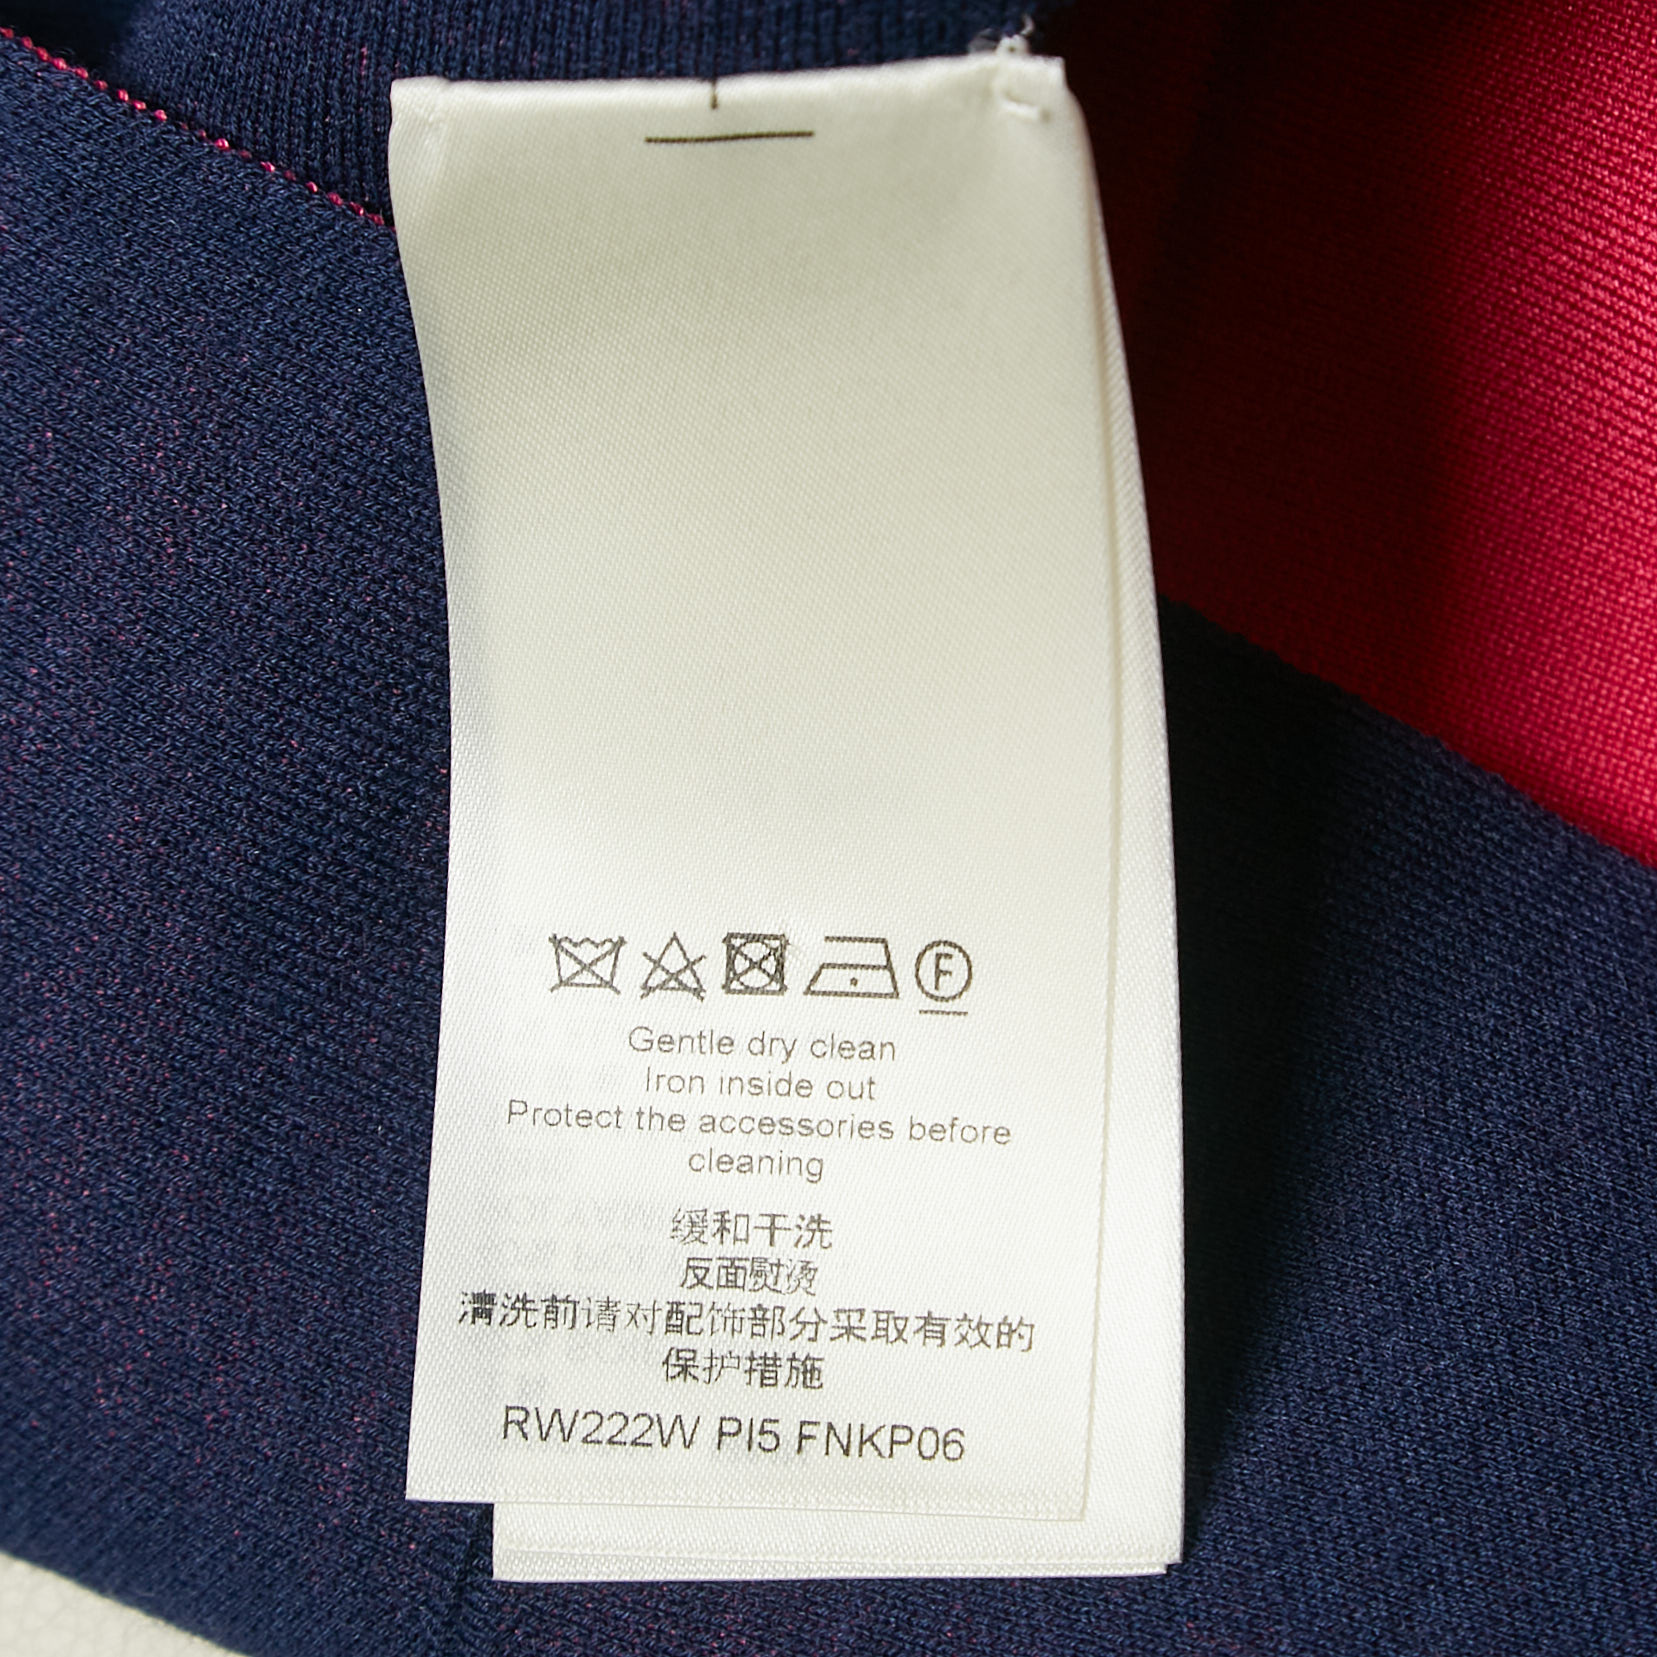 F
Gentle dry clean
Iron inside out
Protect the accessories before
cleaning
缓和干洗
反面熨烫
清洗前请对配饰部分采取有效的
保护措施
RW222W PI5 FNKP06